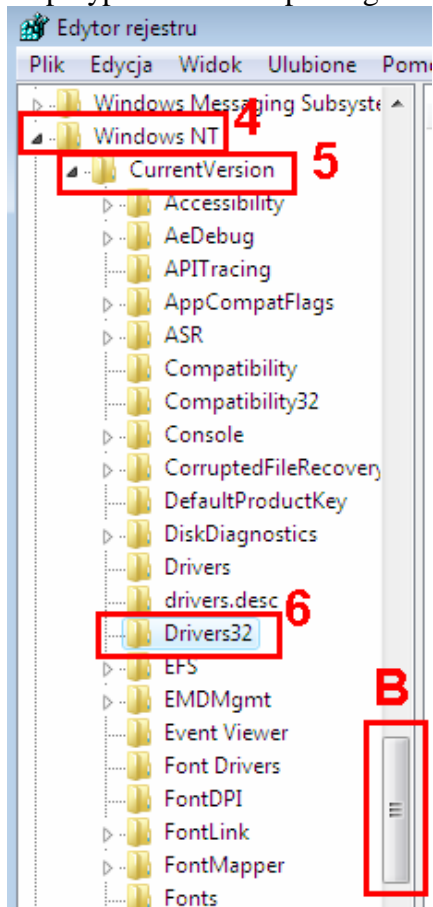 Edytor rejestru
Plik Edycja Widok Ulubione
Windows Messaging Subsyste
4
Windows NT
5
CurrentVersion
Accessibility
AeDebug
APITracing
AppCompatFlags
ASR
Compatibility
Compatibility32
Console
CorruptedFileRecovery
DefaultProductKey
DiskDiagnostics
Drivers
drivers.desc
6
Drivers32
EFS
B
EMDMgmt
Event Viewer
Font Drivers
FontDPI
FontLink
FontMapper
Fonts